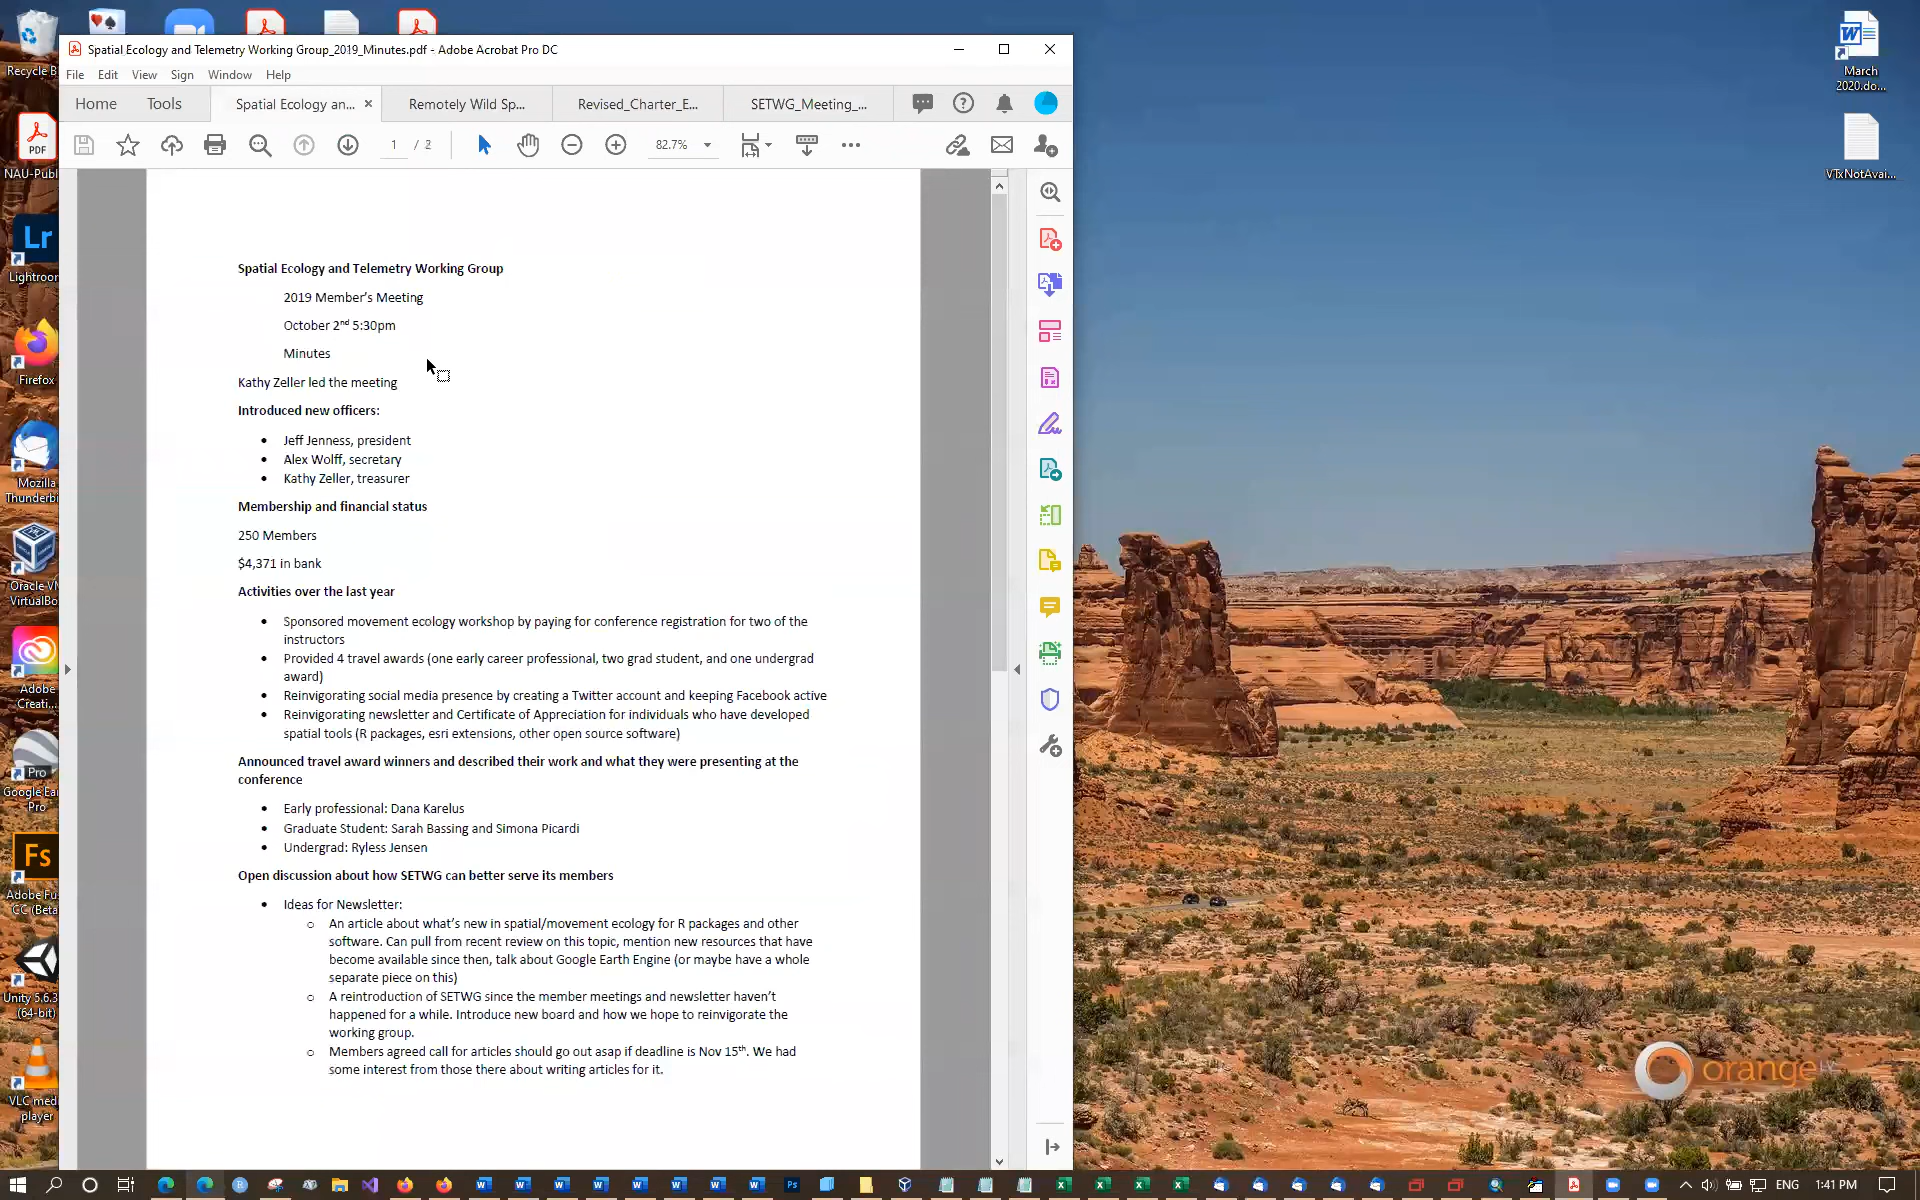 Recycle B
March
2020.do...
NAU-Publ
VTxNotAvai...
Lightroom
Firefox
Mozilla
Thunderbi
Oracle VM
VirtualBo
Adobe
Creati...
Google Ear
Pro
Adobe Fu
CC (Beta
Unity 5.6.3
(64-bit)
VLC medi
player
Spatial Ecology and Telemetry Working Group_2019_Minutes.pdf - Adobe Acrobat Pro DC
File Edit View Sign Window Help
Home Tools Spatial Ecology an... Remotely Wild Sp... Revised_Charter_E... SETWG_Meeting_...
1 / 2 82.7%
Spatial Ecology and Telemetry Working Group
2019 Member's Meeting
October 2nd 5:30pm
Minutes
Kathy Zeller led the meeting
Introduced new officers:
• Jeff Jenness, president
• Alex Wolff, secretary
• Kathy Zeller, treasurer
Membership and financial status
250 Members
$4,371 in bank
Activities over the last year
• Sponsored movement ecology workshop by paying for conference registration for two of the
instructors
• Provided 4 travel awards (one early career professional, two grad student, and one undergrad
award)
• Reinvigorating social media presence by creating a Twitter account and keeping Facebook active
• Reinvigorating newsletter and Certificate of Appreciation for individuals who have developed
spatial tools (R packages, esri extensions, other open source software)
Announced travel award winners and described their work and what they were presenting at the
conference
• Early professional: Dana Karelus
• Graduate Student: Sarah Bassing and Simona Picardi
• Undergrad: Ryless Jensen
Open discussion about how SETWG can better serve its members
• Ideas for Newsletter:
o An article about what's new in spatial/movement ecology for R packages and other
software. Can pull from recent review on this topic, mention new resources that have
become available since then, talk about Google Earth Engine (or maybe have a whole
separate piece on this)
o A reintroduction of SETWG since the member meetings and newsletter haven't
happened for a while. Introduce new board and how we hope to reinvigorate the
working group.
o Members agreed call for articles should go out asap if deadline is Nov 15th. We had
some interest from those there about writing articles for it.
PDF
Lr
Pro
Fs
orange
ENG 1:41 PM